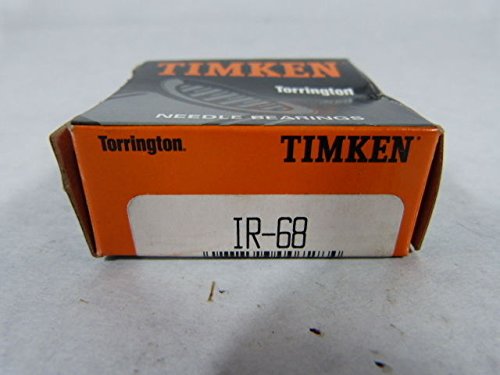 TIMKEN
Torrington
NEEDLE BEARINGS
Torrington. TIMKEN
IR-68